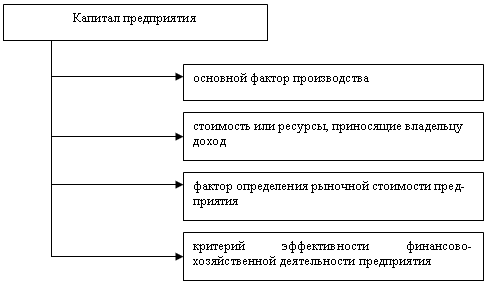 Капитал предприятия
основной фактор производства
стоимость или ресурсы, приносящие владельцу
доход
фактор определения рыночной стоимости пред-
приятия
критерий эффективности финансово-
хозяйственной деятельности предприятия